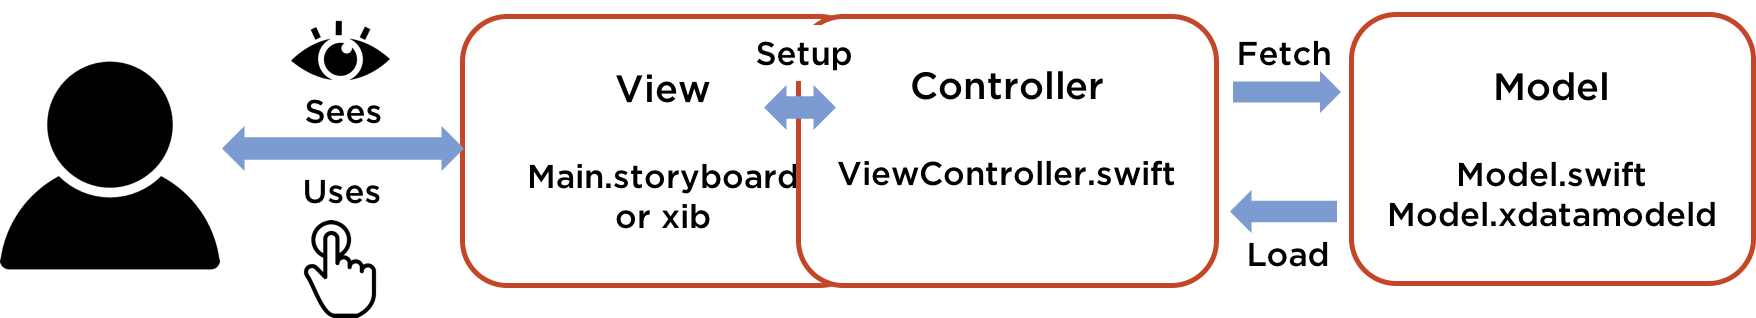 Sees
Uses
View
Main.storyboard
or xib
Setup
Controller
ViewController.swift
Fetch
Load
Model
Model.swift
Model.xdatamodeld